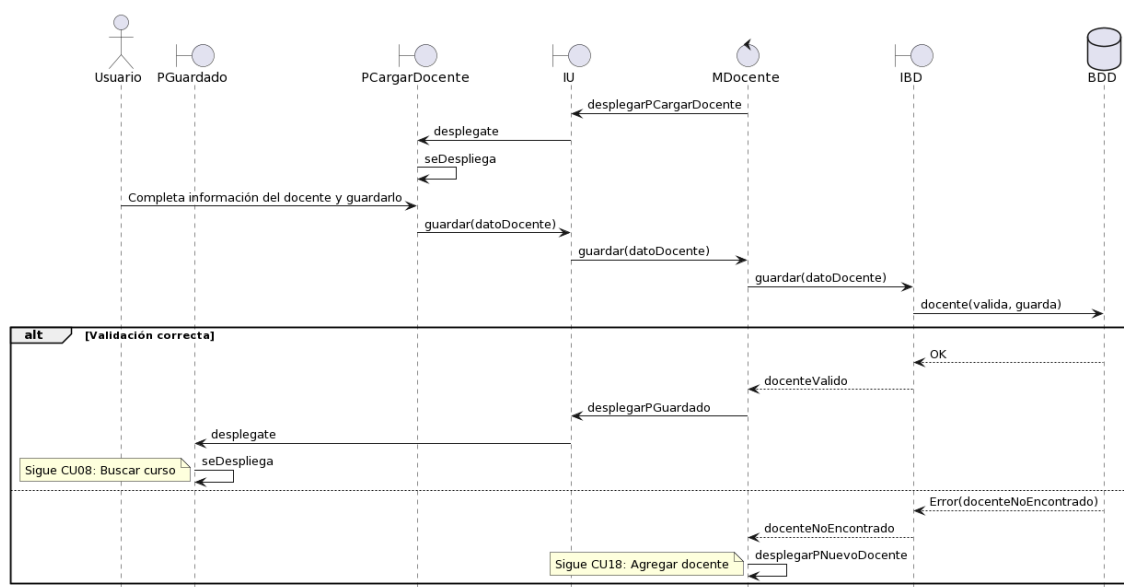 Usuario
PGuardado
PCargarDocente
IU
MDocente
IBD
BDD
desplegarPCargarDocente
desplegate
seDespliega
Completa información del docente y guardarlo
guardar(datoDocente)
guardar(datoDocente)
guardar(datoDocente)
docente(valida, guarda)
alt
[Validación correcta]
OK
docenteValido
desplegarPGuardado
desplegate
seDespliega
Sigue CU08: Buscar curso
Error(docenteNoEncontrado)
docenteNoEncontrado
desplegarPNuevoDocente
Sigue CU18: Agregar docente